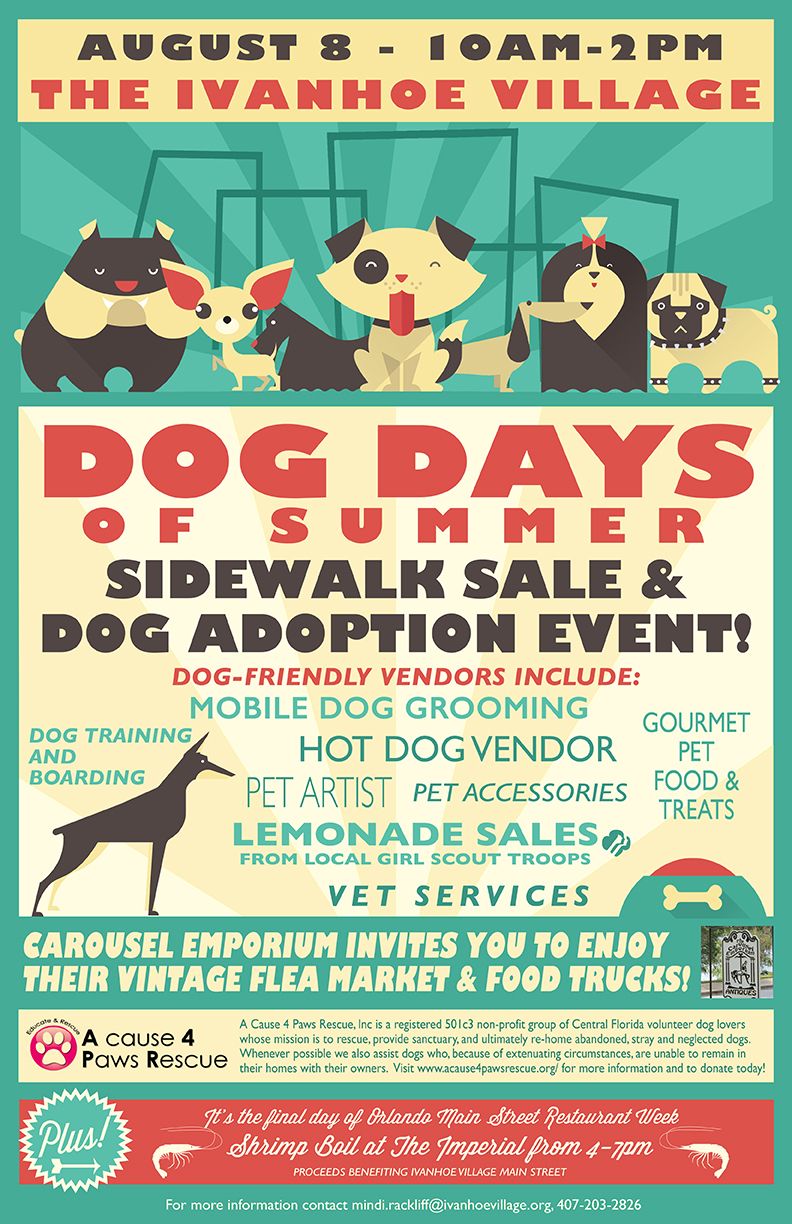 AUGUST 8 - 10AM-2PM
THE IVANHOE VILLAGE
DOG DAYS
OF SUMMER
SIDEWALK SALE &
DOG ADOPTION EVENT!
DOG-FRIENDLY VENDORS INCLUDE:
MOBILE DOG GROOMING
DOG TRAINING
AND
BOARDING
HOT DOG VENDOR
GOURMET
PET
FOOD &
TREATS
PET ARTIST
PET ACCESSORIES
LEMONADE SALES
FROM LOCAL GIRL SCOUT TROOPS
VET SERVICES
CAROUSEL EMPORIUM INVITES YOU TO ENJOY
THEIR VINTAGE FLEA MARKET & FOOD TRUCKS!
ANTIQUES
Educate & Rescue
A cause 4
Paws Rescue
A Cause 4 Paws Rescue, Inc is a registered 501c3 non-profit group of Central Florida volunteer dog lovers
whose mission is to rescue, provide sanctuary, and ultimately re-home abandoned, stray and neglected dogs.
Whenever possible we also assist dogs who, because of extenuating circumstances, are unable to remain in
their homes with their owners. Visit www.acause4pawsrescue.org/ for more information and to donate today!
Plus!
It's the final day of Orlando Main Street Restaurant Week
Shrimp Boil at The Imperial from 4-7pm
PROCEEDS BENEFITING IVANHOE VILLAGE MAIN STREET
For more information contact mindi.rackliff@ivanhoevillage.org, 407-203-2826